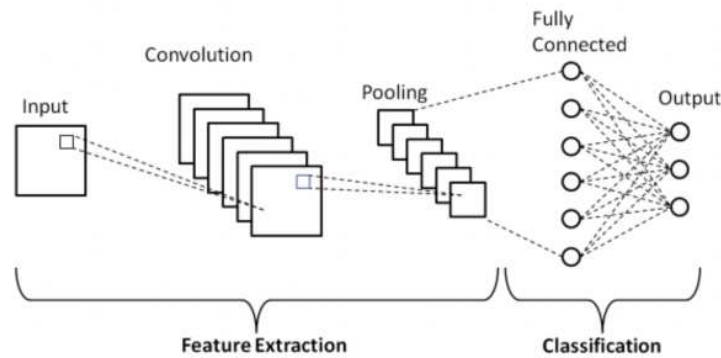 Input
Convolution
Pooling
Fully
Connected
Output
Feature Extraction
Classification